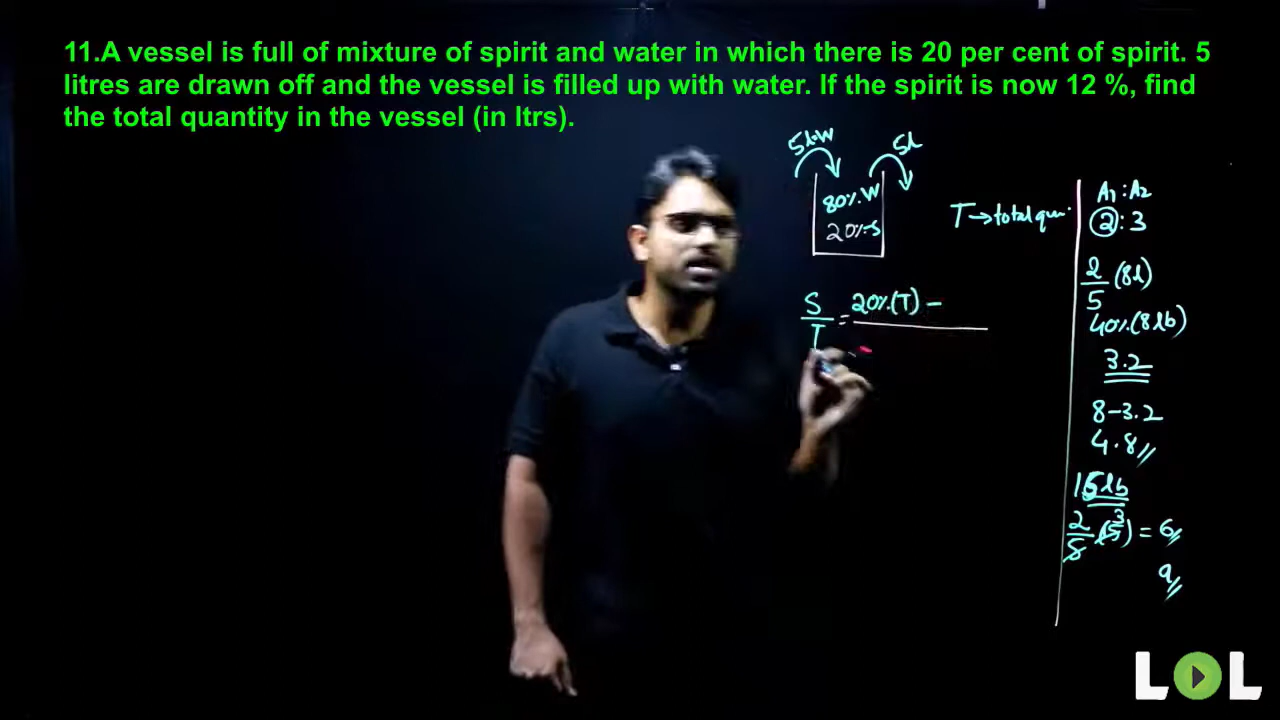 11.A vessel is full of mixture of spirit and water in which there is 20 per cent of spirit. 5
litres are drawn off and the vessel is filled up with water. If the spirit is now 12 %, find
the total quantity in the vessel (in ltrs).
5l·W
5l
80%W
20%S
T→total qun.
S/T = 20%(T) –
A1:A2
2:3
2/5 (8l)
40%(8lb)
3.2
8-3.2
4.8//
15lb
2/5 (15) 3 = 6//
9//
LOL